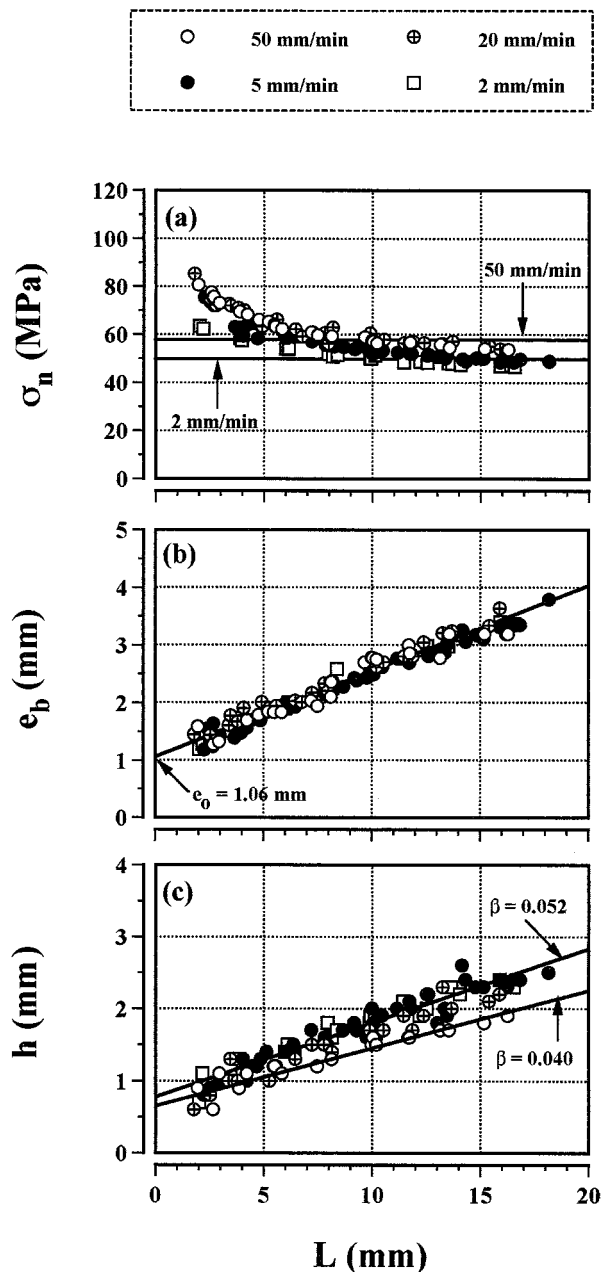 50 mm/min 20 mm/min
5 mm/min 2 mm/min
120
100
80
60
40
20
0
σn (MPa)
(a)
50 mm/min
2 mm/min
5
4
3
2
1
0
eb (mm)
(b)
eo = 1.06 mm
4
3
2
1
0
h (mm)
(c)
β = 0.052
β = 0.040
0 5 10 15 20
L (mm)